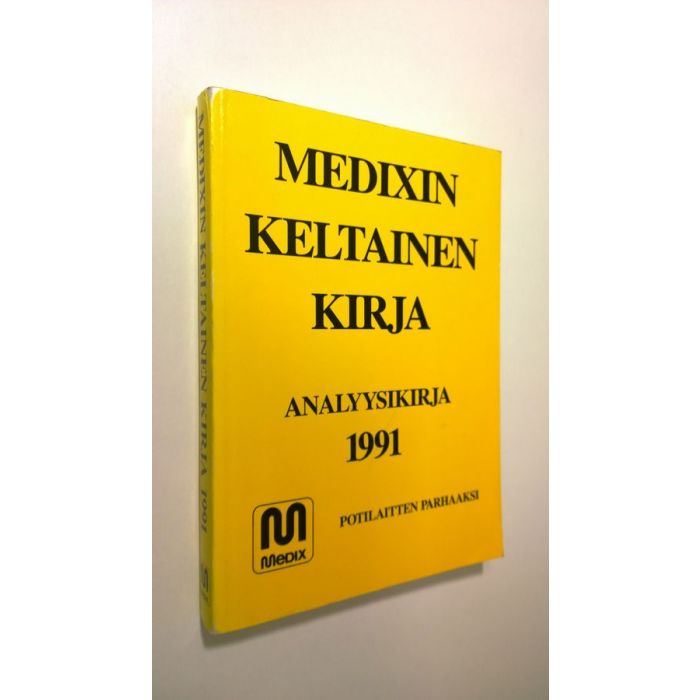 MEDIXIN
KELTAINEN
KIRJA
ANALYYSIKIRJA
1991
POTILAITTEN PARHAAKSI
M
MEDIX
MEDIXIN KELTAINEN KIRJA 1991
M